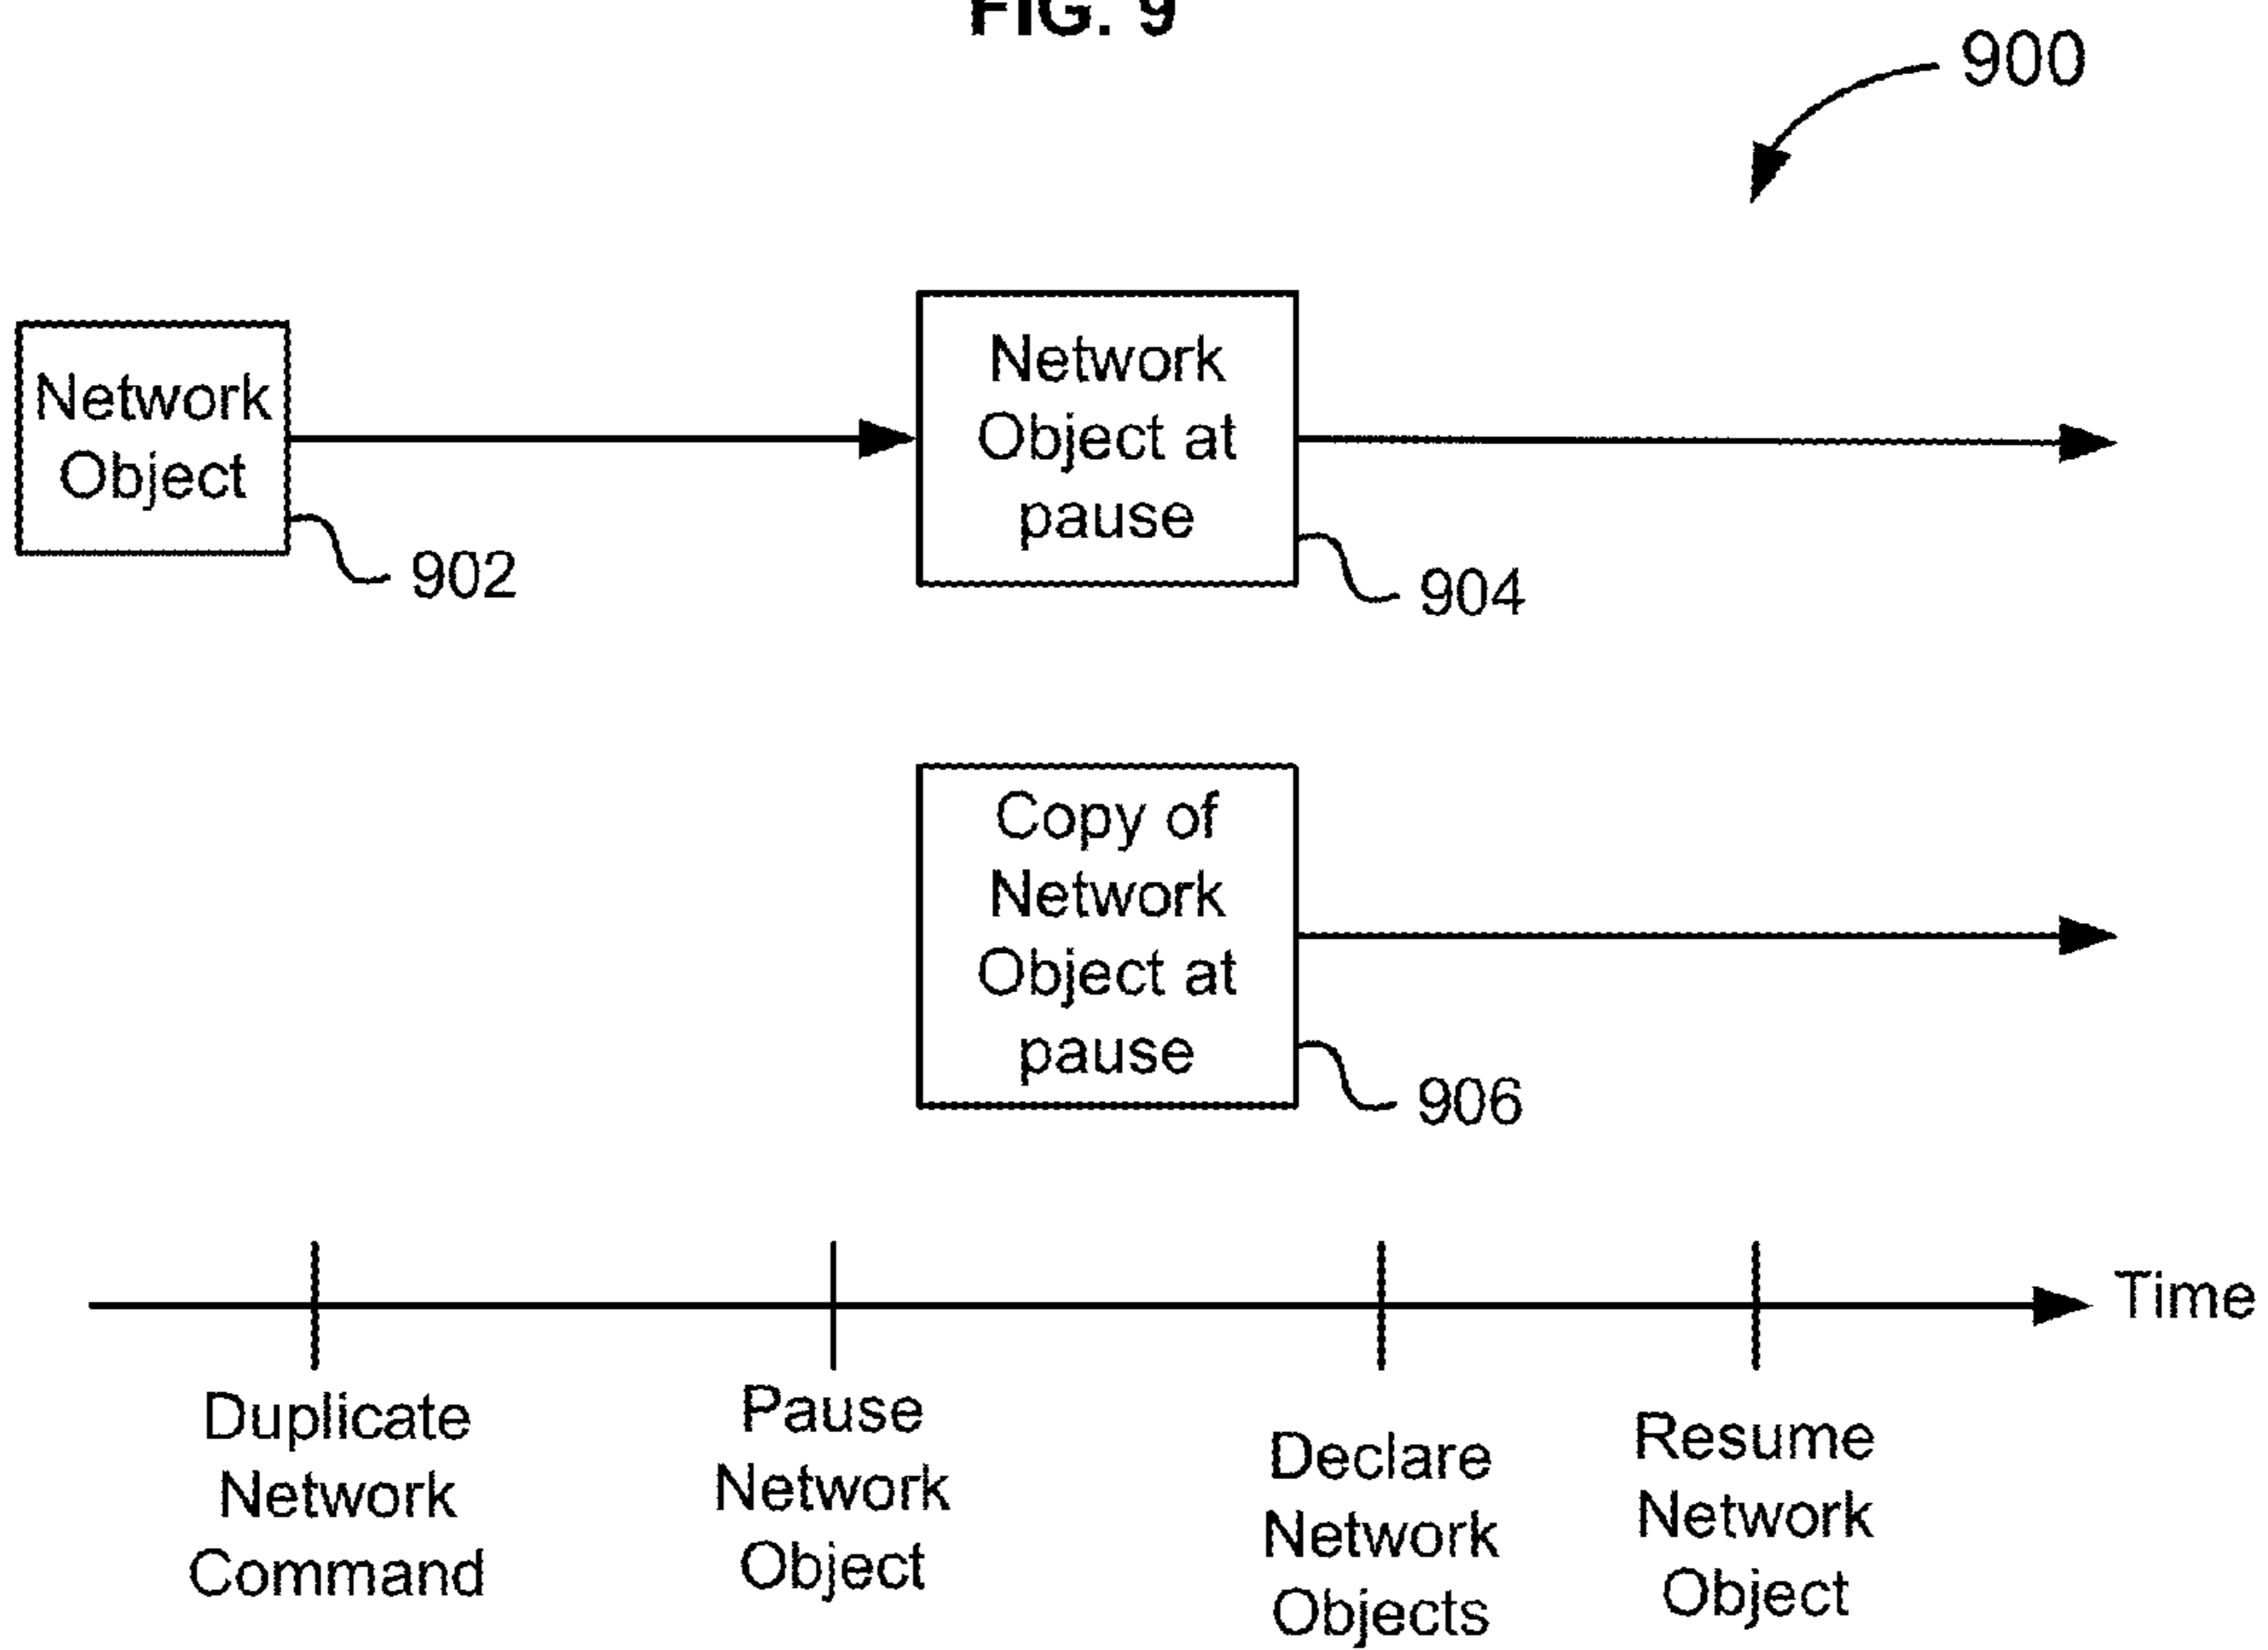 FIG. 9
900
Network
Object
902
Network
Object at
pause
904
Copy of
Network
Object at
pause
906
Time
Duplicate
Network
Command
Pause
Network
Object
Declare
Network
Objects
Resume
Network
Object